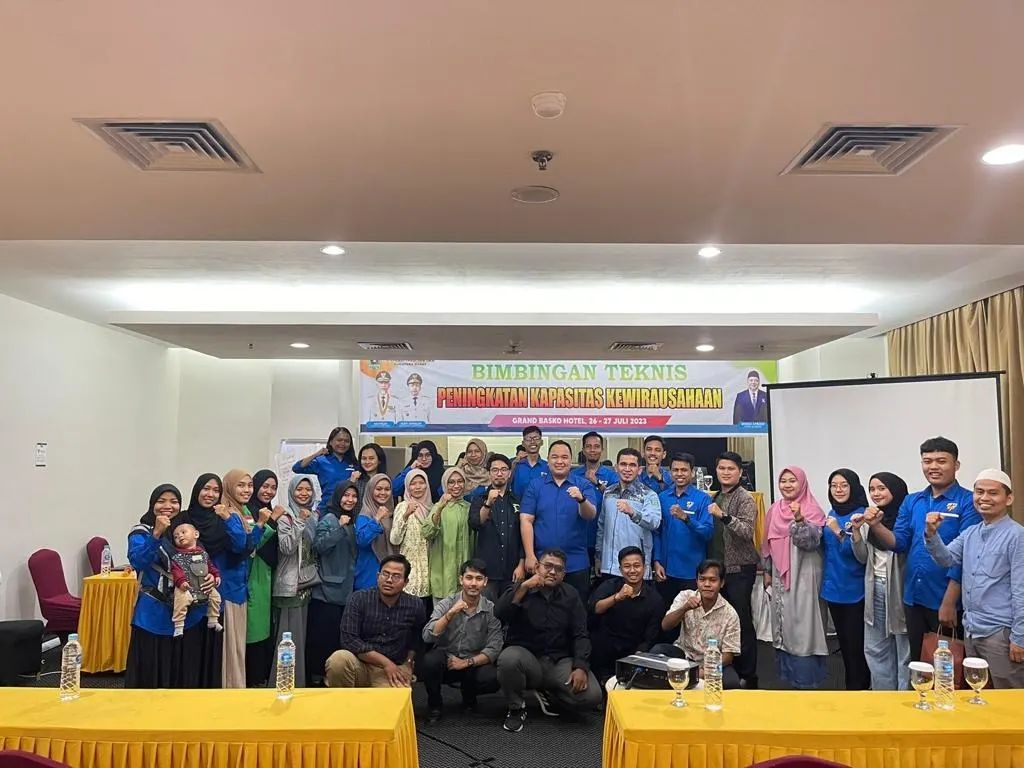 BIMBINGAN TEKNIS
PENINGKATAN KAPASITAS KEWIRAUSAHAAN
GRAND BASKO HOTEL, 26 - 27 JULI 2023